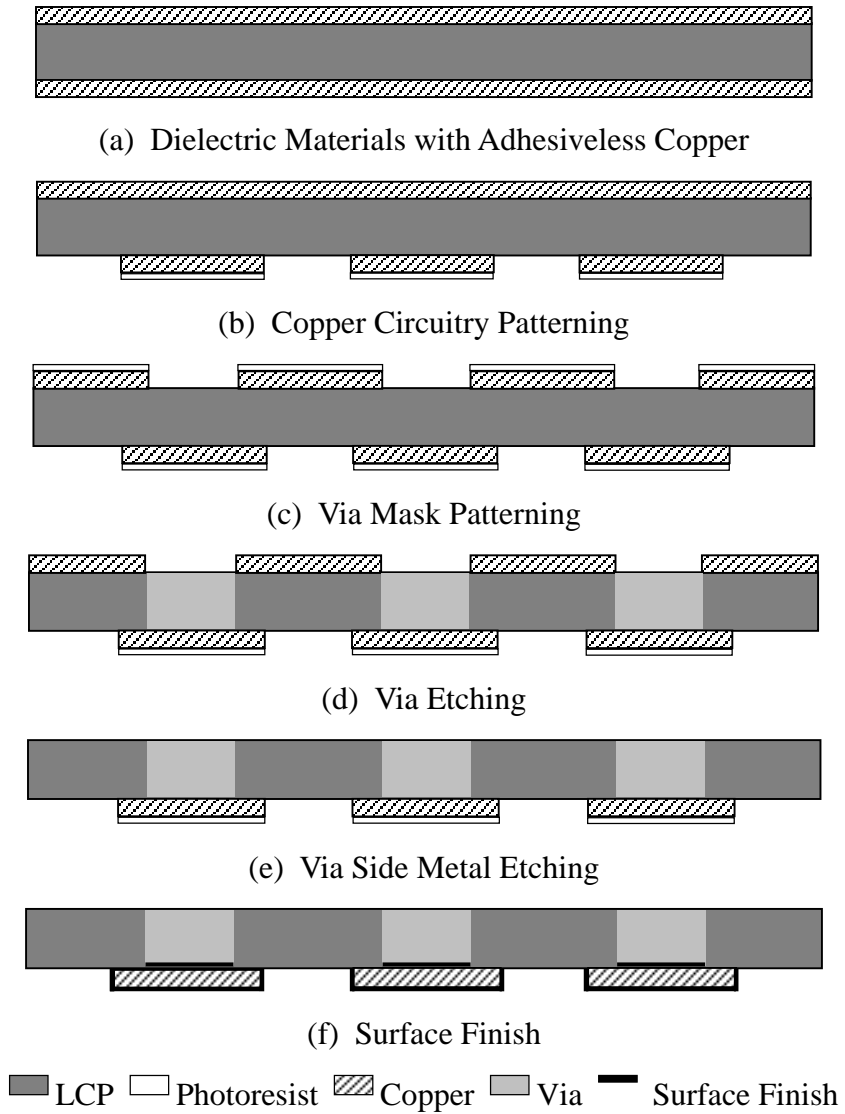 (a) Dielectric Materials with Adhesiveless Copper
(b) Copper Circuitry Patterning
(c) Via Mask Patterning
(d) Via Etching
(e) Via Side Metal Etching
(f) Surface Finish
LCP Photoresist Copper Via Surface Finish